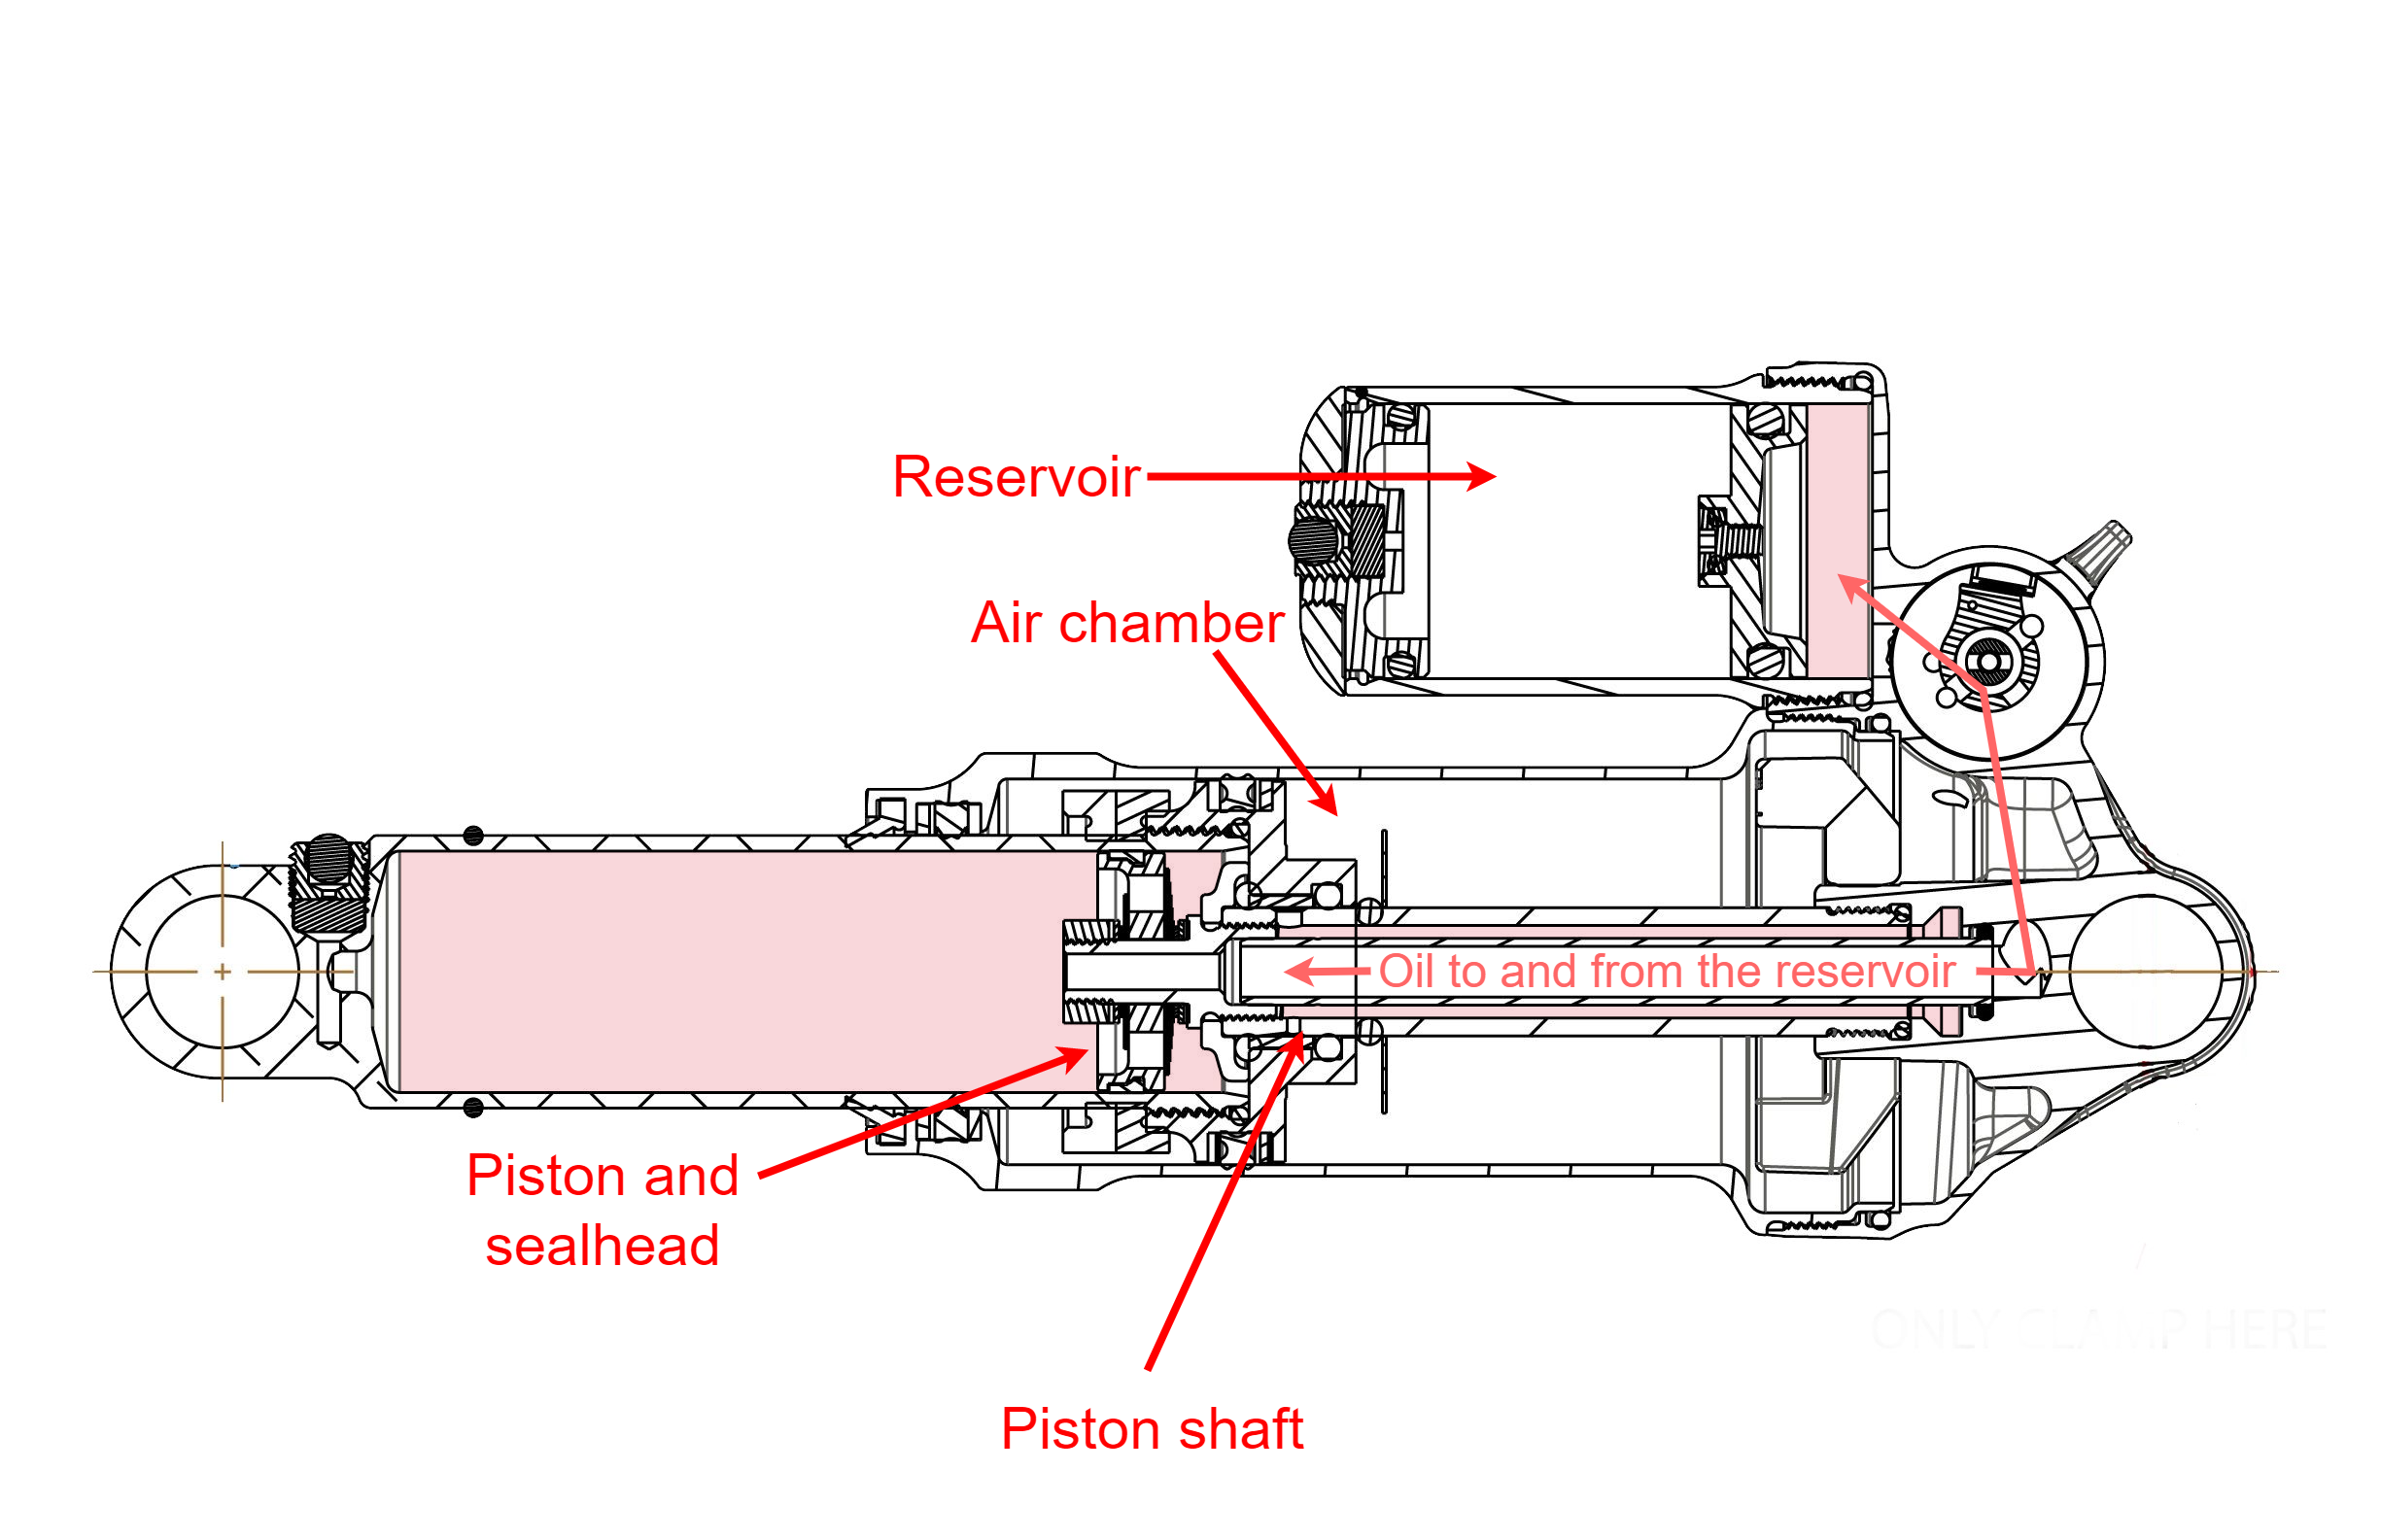 Reservoir
Air chamber
Oil to and from the reservoir
Piston and
sealhead
ONLY CLAMP HERE
Piston shaft